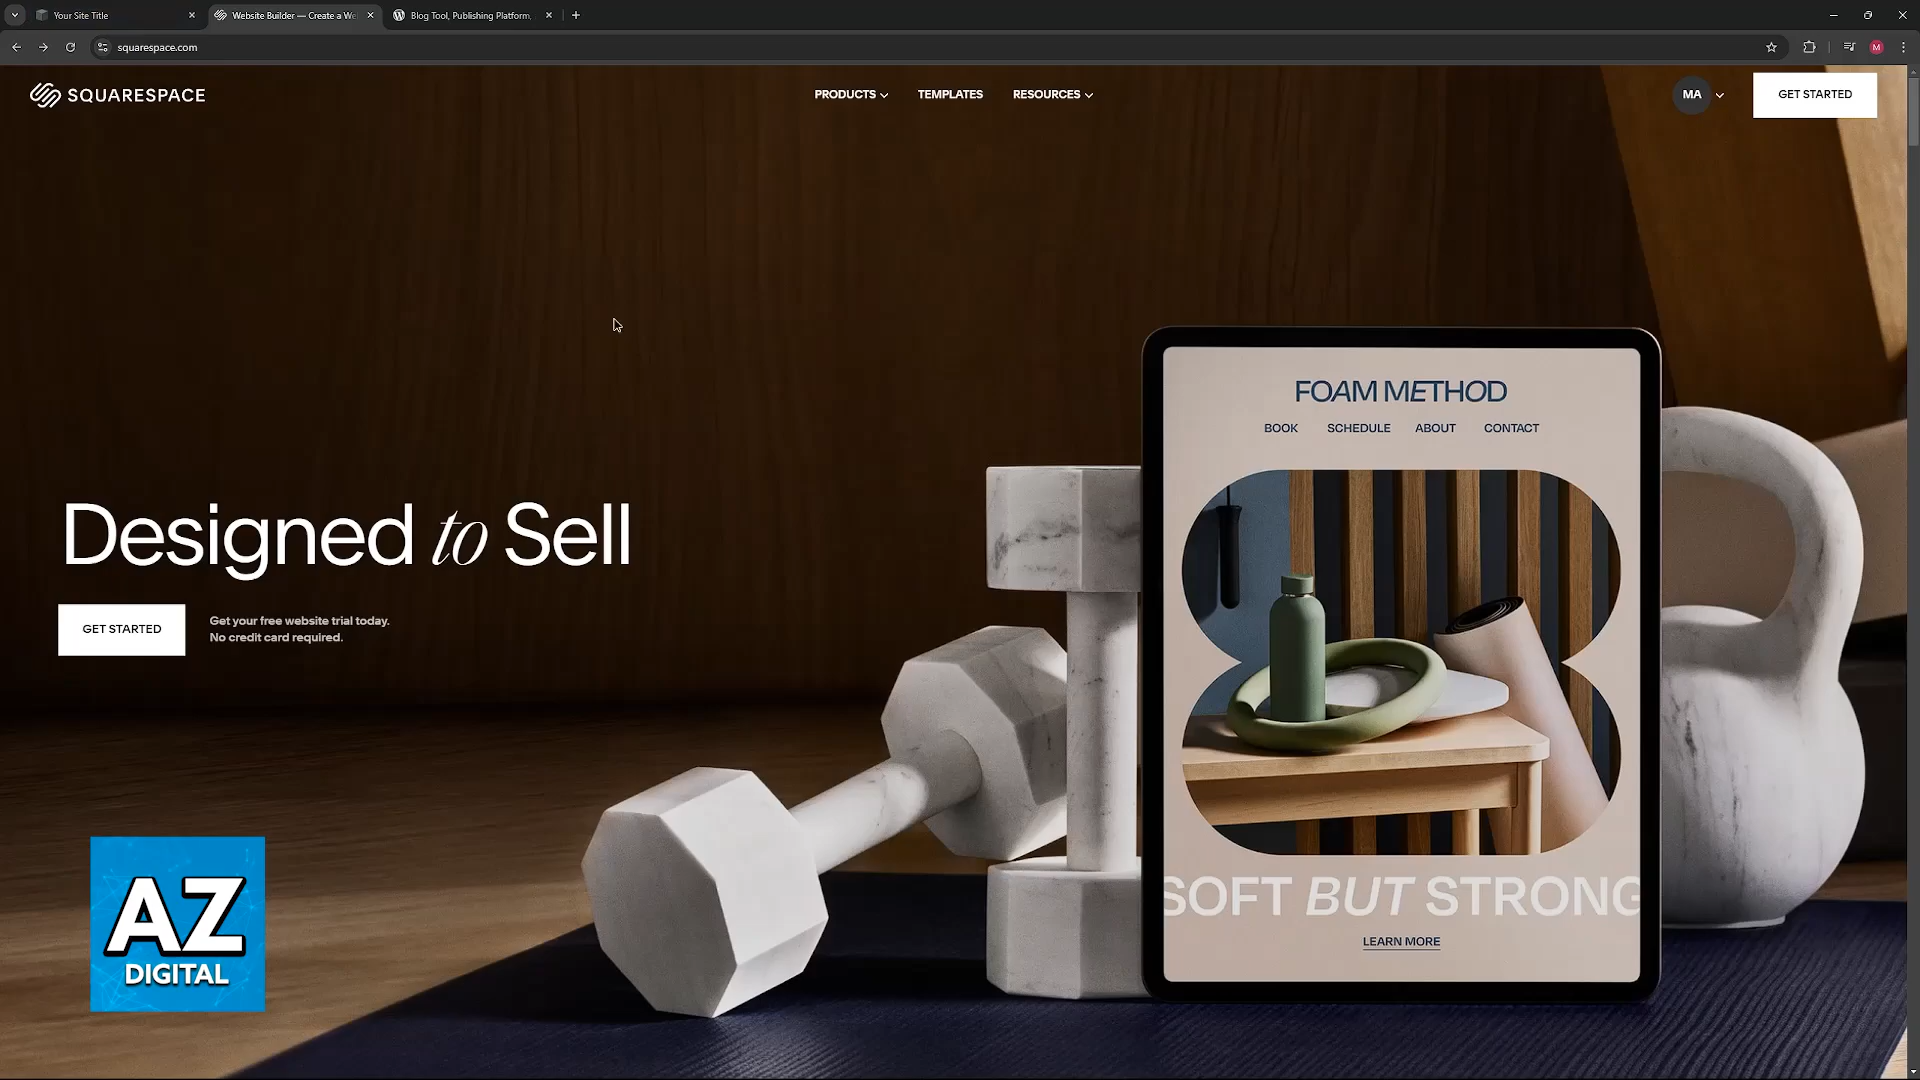 Your Site Title
Website Builder — Create a We
Blog Tool, Publishing Platform,
squarespace.com
M
SQUARESPACE
PRODUCTS
TEMPLATES
RESOURCES
MA
GET STARTED
FOAM METHOD
BOOK SCHEDULE ABOUT CONTACT
Designed to Sell
GET STARTED
Get your free website trial today.
No credit card required.
SOFT BUT STRONG
LEARN MORE
AZ
DIGITAL